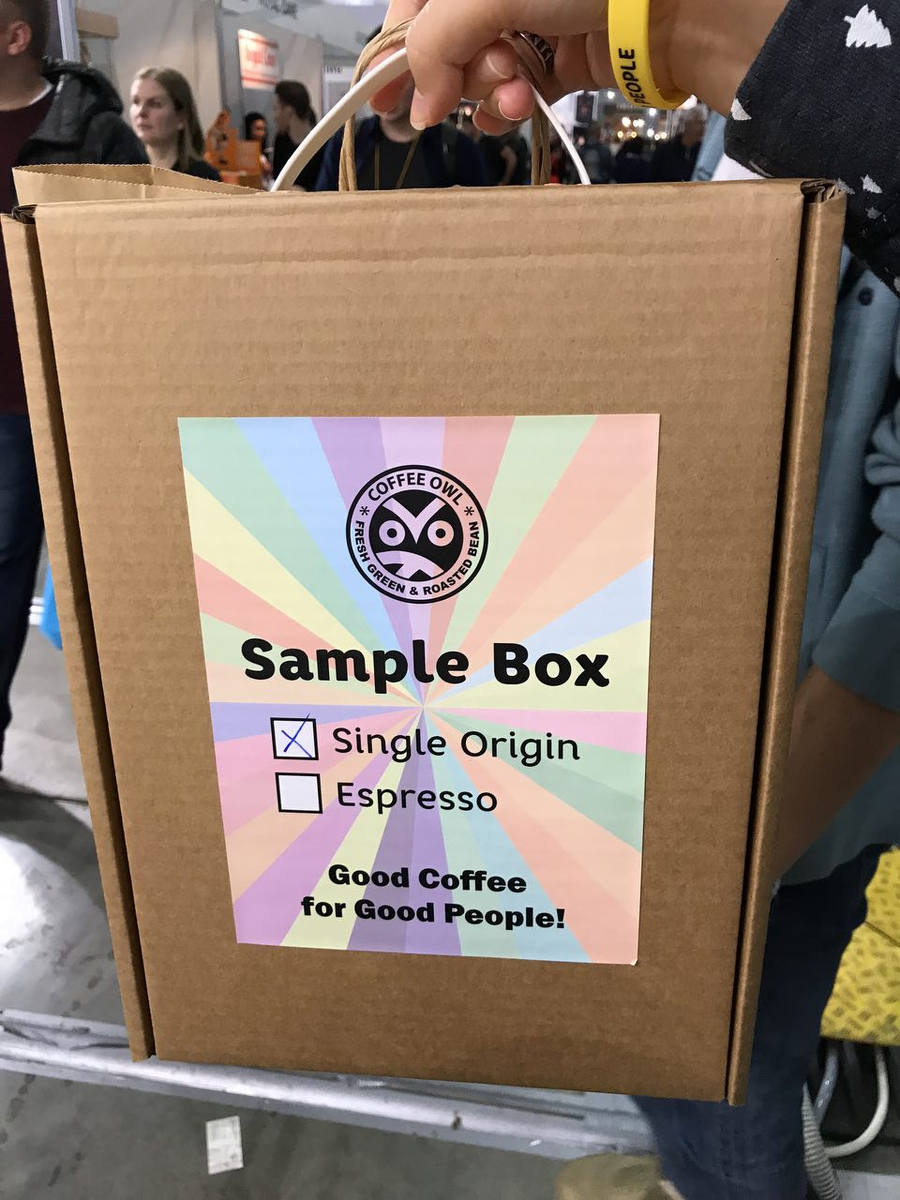 PEOPLE
COFFEE OWL
* FRESH GREEN & ROASTED BEAN *
Sample Box
Single Origin
Espresso
Good Coffee
for Good People!